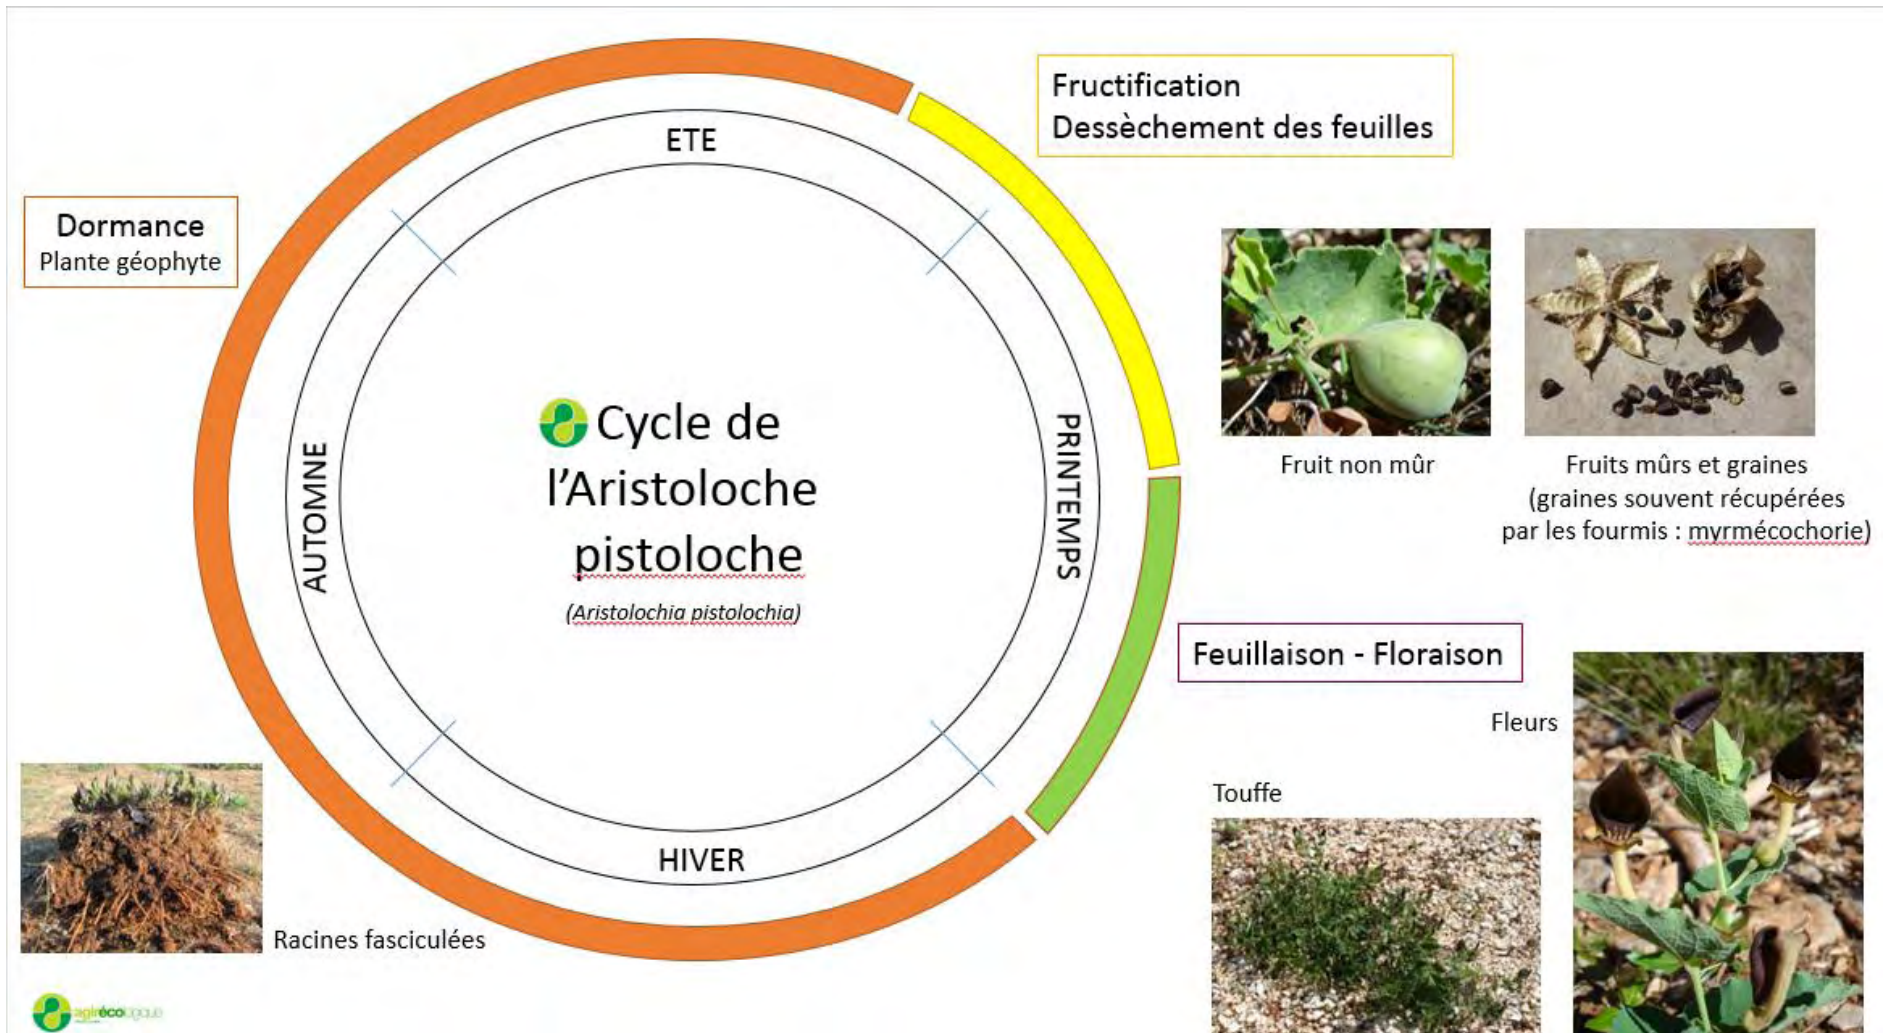 Fructification
Dessèchement des feuilles
ETE
Dormance
Plante géophyte
Cycle de
l'Aristoloche
pistoloche
(Aristolochia pistolochia)
AUTOMNE
PRINTEMPS
HIVER
Fruit non mûr
Fruits mûrs et graines
(graines souvent récupérées
par les fourmis : myrmécochorie)
Feuillaison - Floraison
Fleurs
Touffe
Racines fasciculées
agirécologique